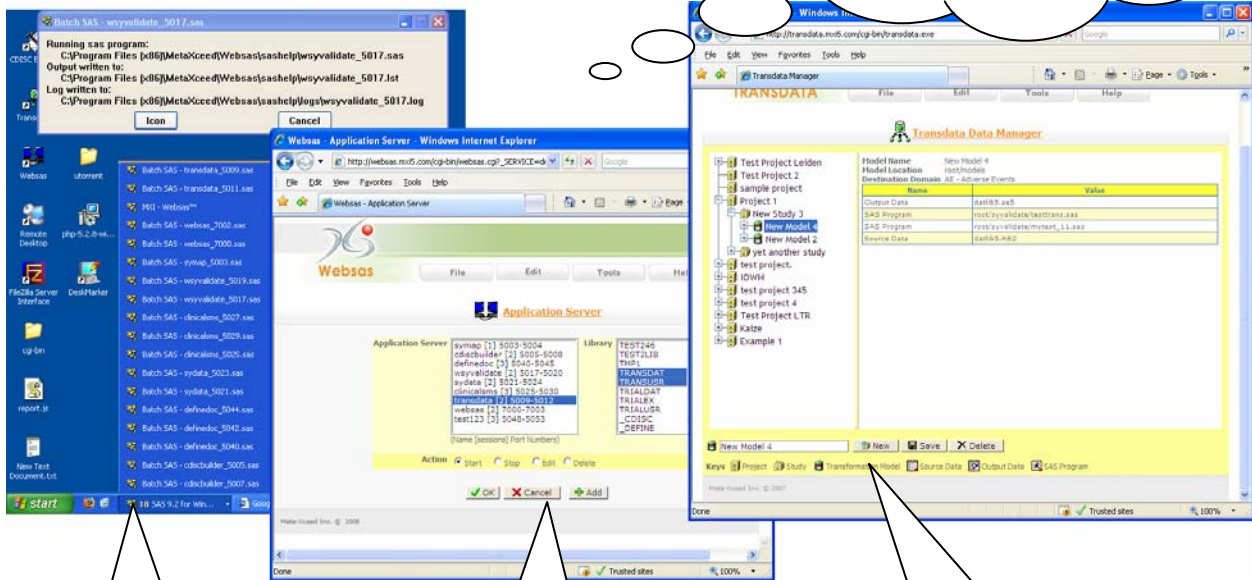 Batch SAS - wsyvalidate_5017.sas
Running sas program:
C:\Program Files (x86)\MetaXceed\Websas\sashelp\wsyvalidate_5017.sas
Output written to:
C:\Program Files (x86)\MetaXceed\Websas\sashelp\wsyvalidate_5017.lst
Log written to:
C:\Program Files (x86)\MetaXceed\Websas\sashelp\logs\wsyvalidate_5017.log
Icon
Cancel
Websas
utorrent
Remote Desktop
php-5.2.8-wi...
FileZilla Server Interface
DeskMarker
cgi-bin
report.js
New Text Document.txt
Batch SAS - transdata_5009.sas
Batch SAS - transdata_5011.sas
MXI - Websas™
Batch SAS - websas_7002.sas
Batch SAS - websas_7000.sas
Batch SAS - symap_5003.sas
Batch SAS - wsyvalidate_5019.sas
Batch SAS - wsyvalidate_5017.sas
Batch SAS - clinicalsms_5027.sas
Batch SAS - clinicalsms_5029.sas
Batch SAS - clinicalsms_5025.sas
Batch SAS - sydata_5023.sas
Batch SAS - sydata_5021.sas
Batch SAS - definedoc_5044.sas
Batch SAS - definedoc_5042.sas
Batch SAS - definedoc_5040.sas
Batch SAS - cdiscbuilder_5005.sas
Batch SAS - cdiscbuilder_5007.sas
start
18 SAS 9.2 for Win...
Goo
Websas - Application Server - Windows Internet Explorer
http://websas.mxi5.com/cgi-bin/websas.cgi?_SERVICE=de
Google
File Edit View Favorites Tools Help
Websas - Application Server
Page
Websas
File
Edit
Tools
Hel
Application Server
Application Server
symap [1] 5003-5004
cdiscbuilder [2] 5005-5008
definedoc [3] 5040-5045
wsyvalidate [2] 5017-5020
sydata [2] 5021-5024
clinicalsms [3] 5025-5030
transdata [2] 5009-5012
websas [2] 7000-7003
test123 [3] 5048-5053
(Name [sessions] Port Numbers)
Library
TEST246
TEST2LIB
TMP1
TRANSDAT
TRANSUSR
TRIALDAT
TRIALEX
TRIALUSR
_CDISC
_DEFINE
Action Start Stop Edit Delete
OK
Cancel
Add
Meta-Xceed Inc. © 2008
Done
Trusted sites
100%
Windows In
http://transdata.mxi5.com/cgi-bin/transdata.exe
Google
File Edit View Favorites Tools Help
Transdata Manager
Page
Tools
TRANSDATA
File
Edit
Tools
Help
Transdata Data Manager
Test Project Leiden
Test Project 2
sample project
Project 1
New Study 3
New Model 4
New Model 2
yet another study
test project.
IOWH
test project 345
test project 4
Test Project LTR
Kaize
Example 1
Model Name New Model 4
Model Location root/models
Destination Domain AE - Adverse Events
Name Value
Output Data datlib5.ae5
SAS Program root/syvalidate/testtrans.sas
SAS Program root/syvalidate/mytest_11.sas
Source Data datlib5.AE2
New Model 4
New
Save
Delete
Keys Project Study Transformation Model Source Data Output Data SAS Program
Meta-Xceed Inc. © 2007
Done
Trusted sites
100%